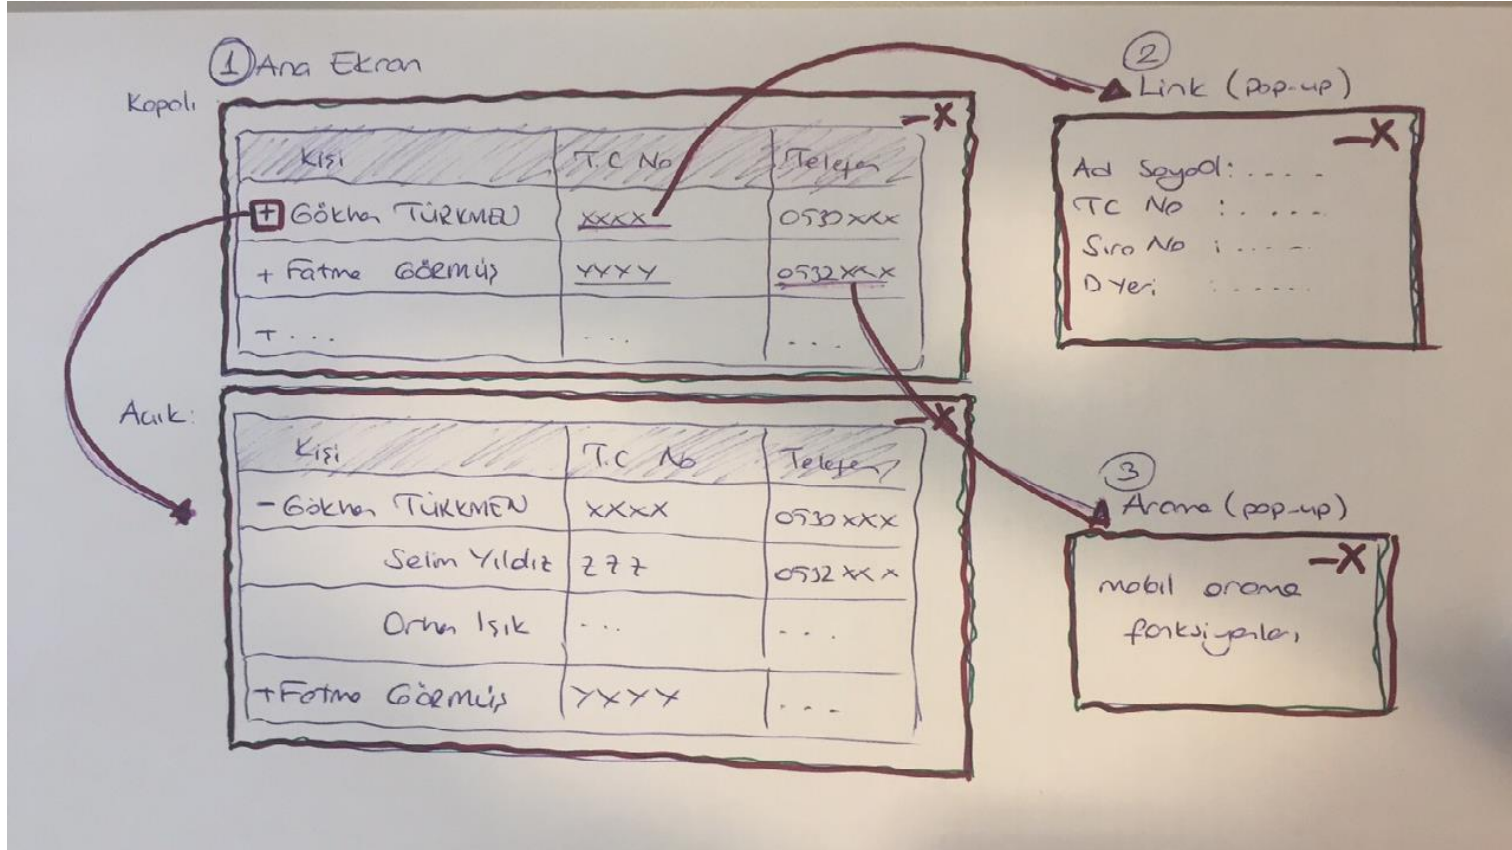 1 Ana Ekran
Kapalı
- X
Kişi T.C No Telefon
+ Gökhan TÜRKMEN XXXX 0530 XXX
+ Fatma GÖRMÜŞ YYYY 0532 XXX
+ ... ... ...
Açık:
- X
Kişi T.C No Telefon
- Gökhan TÜRKMEN XXXX 0530 XXX
Selim Yıldız Z Z Z 0532 XX X
Orhan Işık ... ...
+ Fatma GÖRMÜŞ YYYY ...
2
Link (pop-up)
- X
Ad Soyad: . . . .
TC No : . . . .
Sıra No : . . . .
D Yeri : . . . . .
3
Arama (pop-up)
- X
mobil arama
fonksiyonları